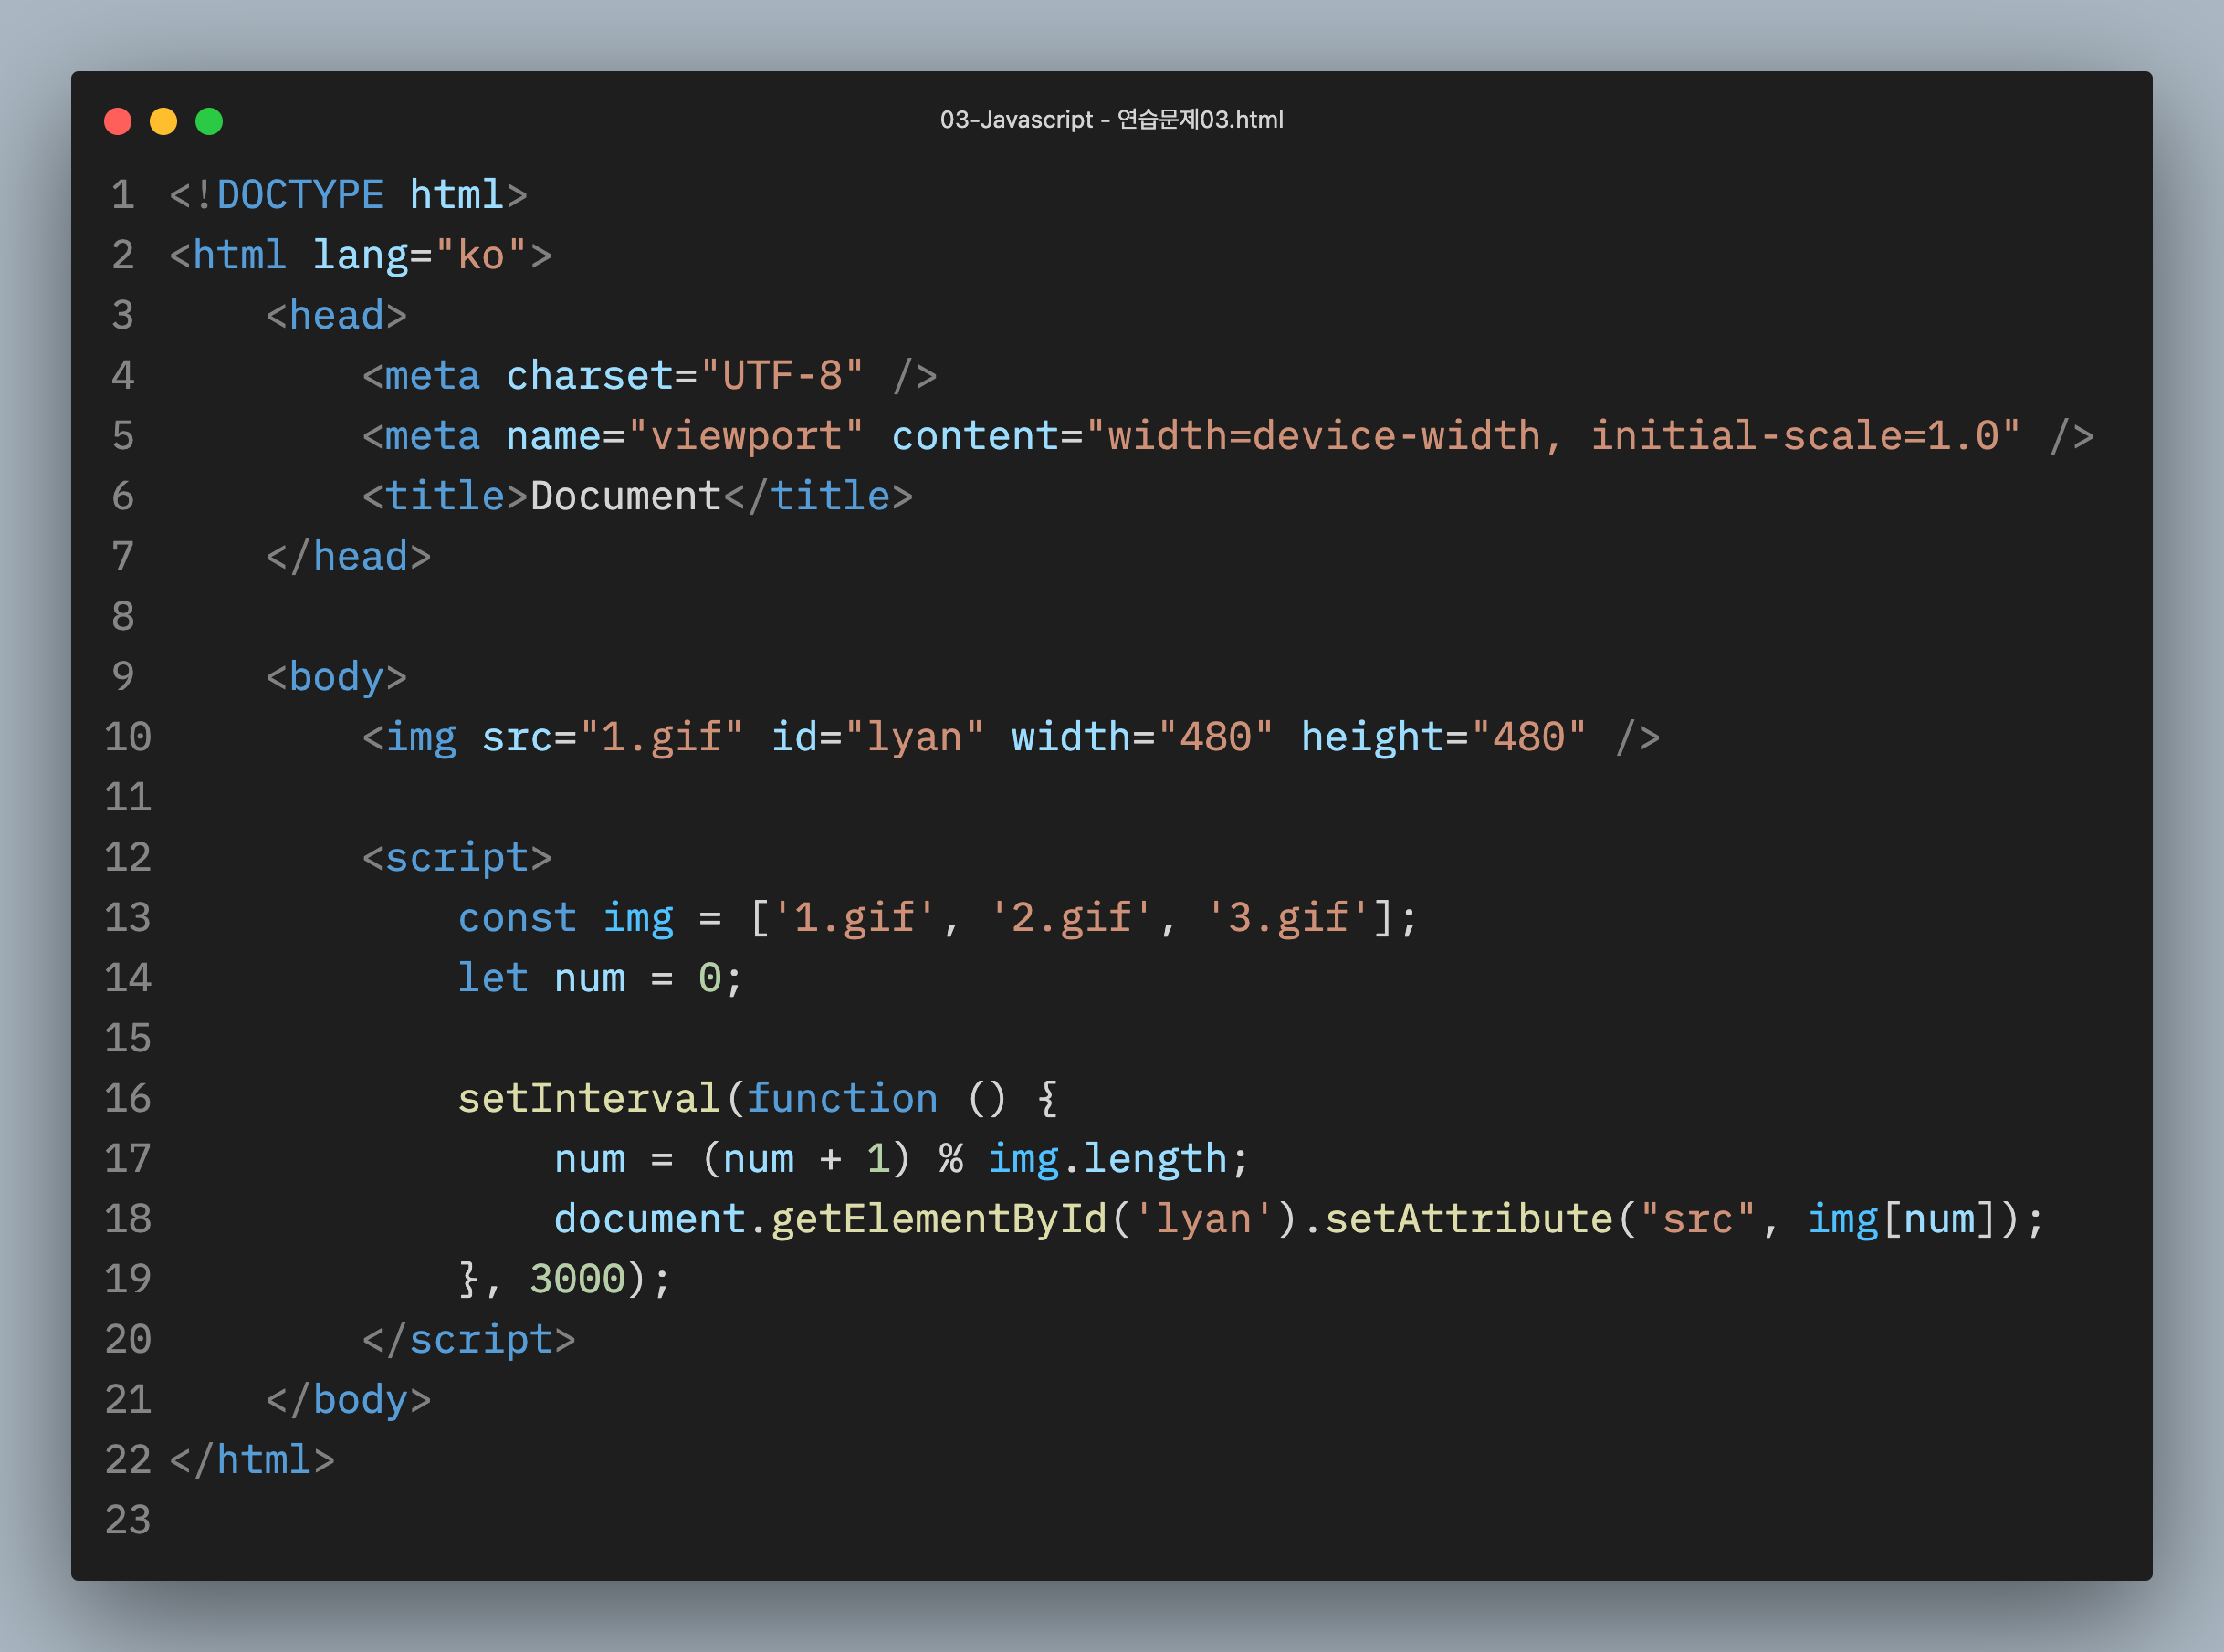 03-Javascript - 연습문제03.html
1 <!DOCTYPE html>
2 <html lang="ko">
3     <head>
4         <meta charset="UTF-8" />
5         <meta name="viewport" content="width=device-width, initial-scale=1.0" />
6         <title>Document</title>
7     </head>
8
9     <body>
10         <img src="1.gif" id="lyan" width="480" height="480" />
11
12         <script>
13             const img = ['1.gif', '2.gif', '3.gif'];
14             let num = 0;
15
16             setInterval(function () {
17                 num = (num + 1) % img.length;
18                 document.getElementById('lyan').setAttribute("src", img[num]);
19             }, 3000);
20         </script>
21     </body>
22 </html>
23